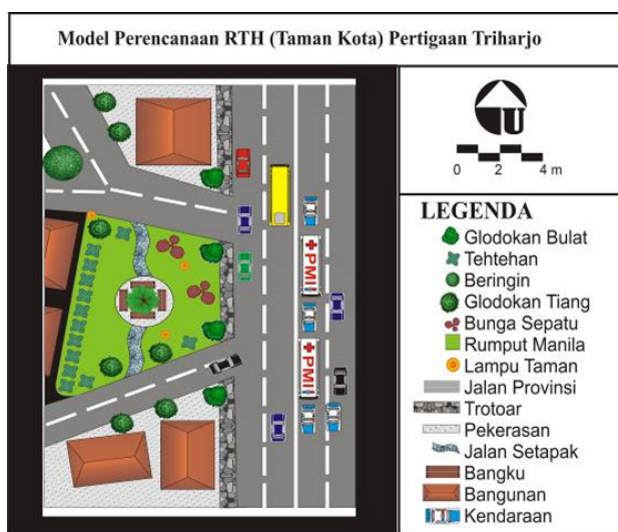 Model Perencanaan RTH (Taman Kota) Pertigaan Triharjo
U
0 2 4 m
PMI
PMI
LEGENDA
Glodokan Bulat
Tehtehan
Beringin
Glodokan Tiang
Bunga Sepatu
Rumput Manila
Lampu Taman
Jalan Provinsi
Trotoar
Pekerasan
Jalan Setapak
Bangku
Bangunan
Kendaraan